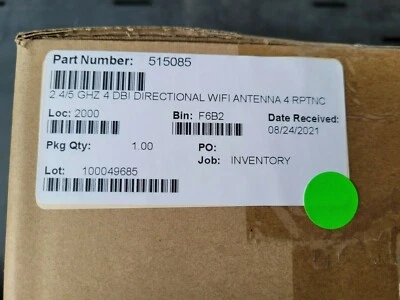 Part Number: 515085
2.4/5 GHZ 4 DBI DIRECTIONAL WIFI ANTENNA 4 RPTNC
Loc: 2000 Bin: F6B2 Date Received:
08/24/2021
Pkg Qty: 1.00 PO:
Job: INVENTORY
Lot: 100049685